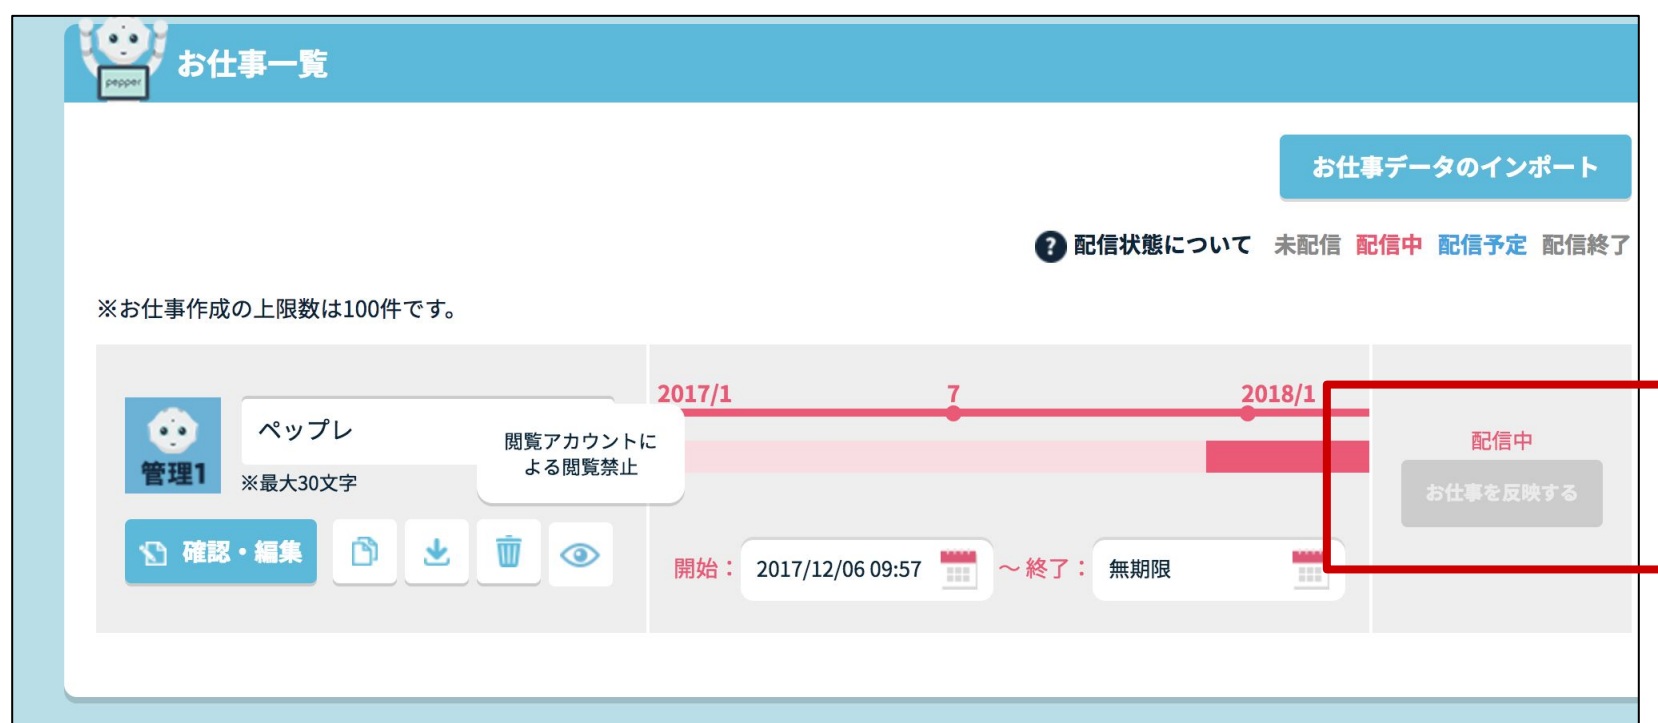 pepper
お仕事一覧
お仕事データのインポート
? 配信状態について 未配信 配信中 配信予定 配信終了
※お仕事作成の上限数は100件です。
2017/1 7 2018/1
管理1
ペップレ
※最大30文字
閲覧アカウントに
よる閲覧禁止
配信中
お仕事を反映する
確認・編集
開始： 2017/12/06 09:57 ～終了： 無期限